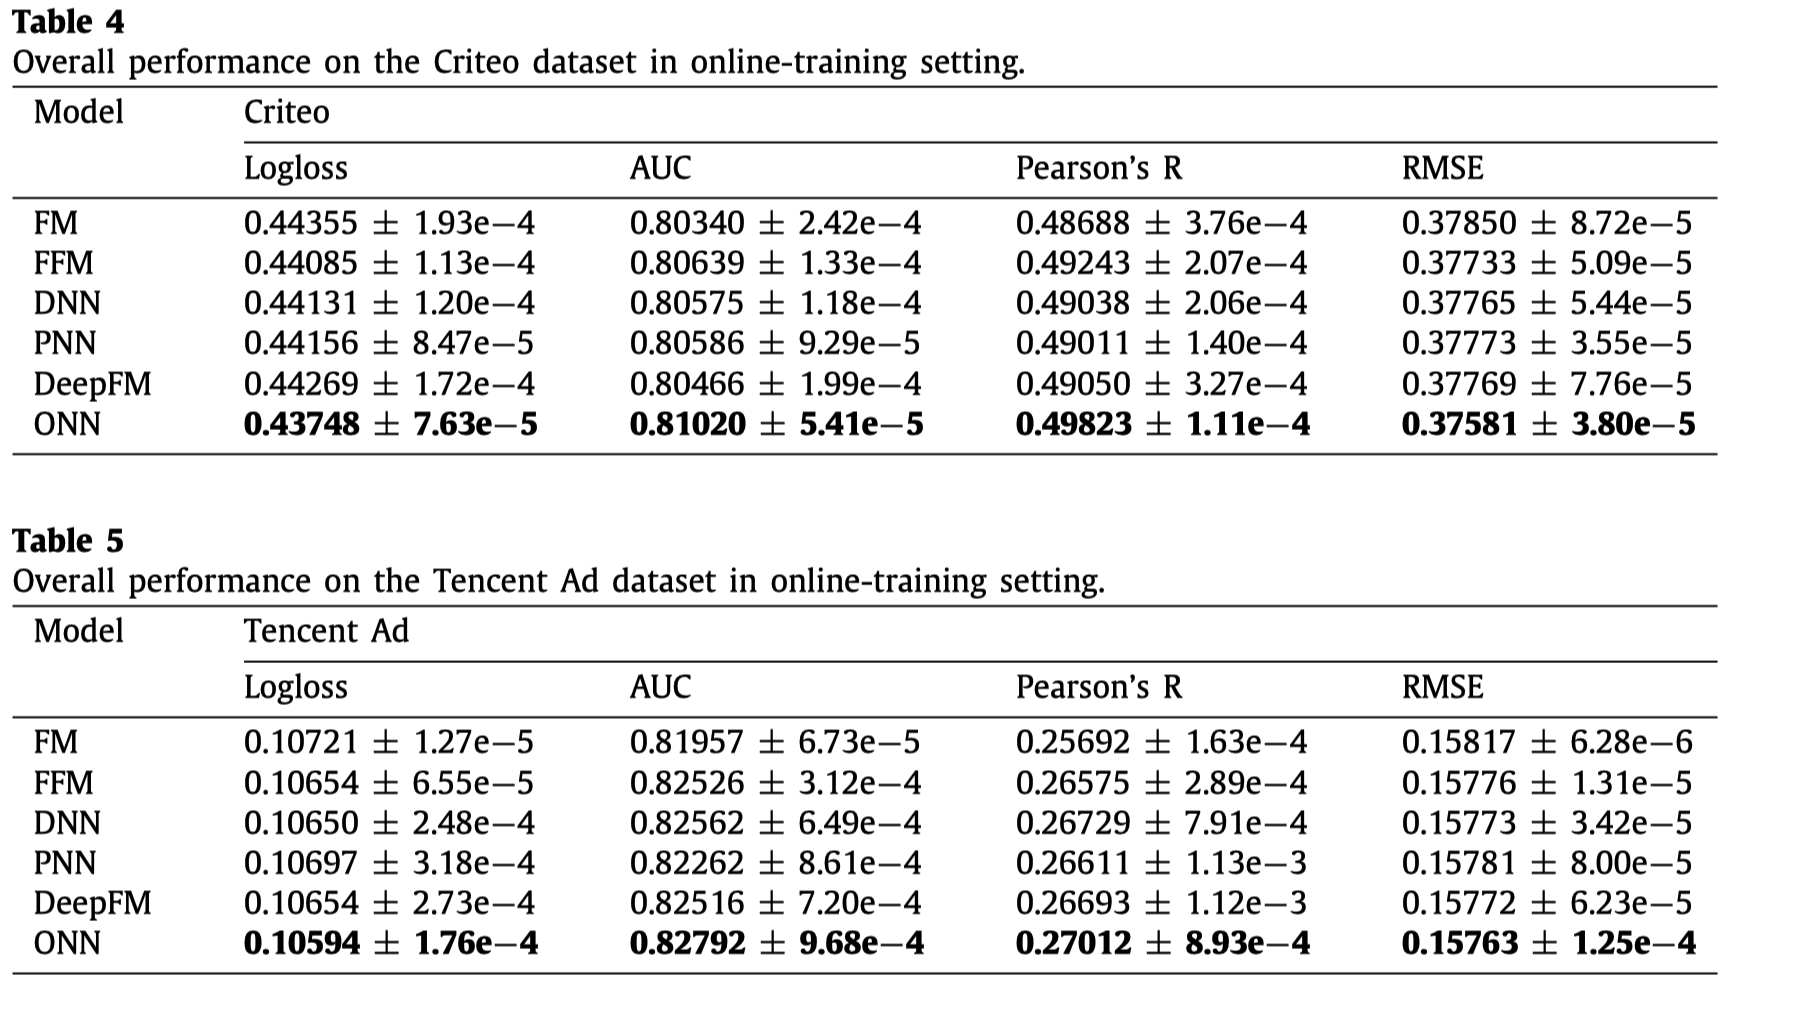 Table 4
Overall performance on the Criteo dataset in online-training setting.
Model Criteo
Logloss AUC Pearson’s R RMSE
FM 0.44355 ± 1.93e−4 0.80340 ± 2.42e−4 0.48688 ± 3.76e−4 0.37850 ± 8.72e−5
FFM 0.44085 ± 1.13e−4 0.80639 ± 1.33e−4 0.49243 ± 2.07e−4 0.37733 ± 5.09e−5
DNN 0.44131 ± 1.20e−4 0.80575 ± 1.18e−4 0.49038 ± 2.06e−4 0.37765 ± 5.44e−5
PNN 0.44156 ± 8.47e−5 0.80586 ± 9.29e−5 0.49011 ± 1.40e−4 0.37773 ± 3.55e−5
DeepFM 0.44269 ± 1.72e−4 0.80466 ± 1.99e−4 0.49050 ± 3.27e−4 0.37769 ± 7.76e−5
ONN 0.43748 ± 7.63e−5 0.81020 ± 5.41e−5 0.49823 ± 1.11e−4 0.37581 ± 3.80e−5
Table 5
Overall performance on the Tencent Ad dataset in online-training setting.
Model Tencent Ad
Logloss AUC Pearson’s R RMSE
FM 0.10721 ± 1.27e−5 0.81957 ± 6.73e−5 0.25692 ± 1.63e−4 0.15817 ± 6.28e−6
FFM 0.10654 ± 6.55e−5 0.82526 ± 3.12e−4 0.26575 ± 2.89e−4 0.15776 ± 1.31e−5
DNN 0.10650 ± 2.48e−4 0.82562 ± 6.49e−4 0.26729 ± 7.91e−4 0.15773 ± 3.42e−5
PNN 0.10697 ± 3.18e−4 0.82262 ± 8.61e−4 0.26611 ± 1.13e−3 0.15781 ± 8.00e−5
DeepFM 0.10654 ± 2.73e−4 0.82516 ± 7.20e−4 0.26693 ± 1.12e−3 0.15772 ± 6.23e−5
ONN 0.10594 ± 1.76e−4 0.82792 ± 9.68e−4 0.27012 ± 8.93e−4 0.15763 ± 1.25e−4